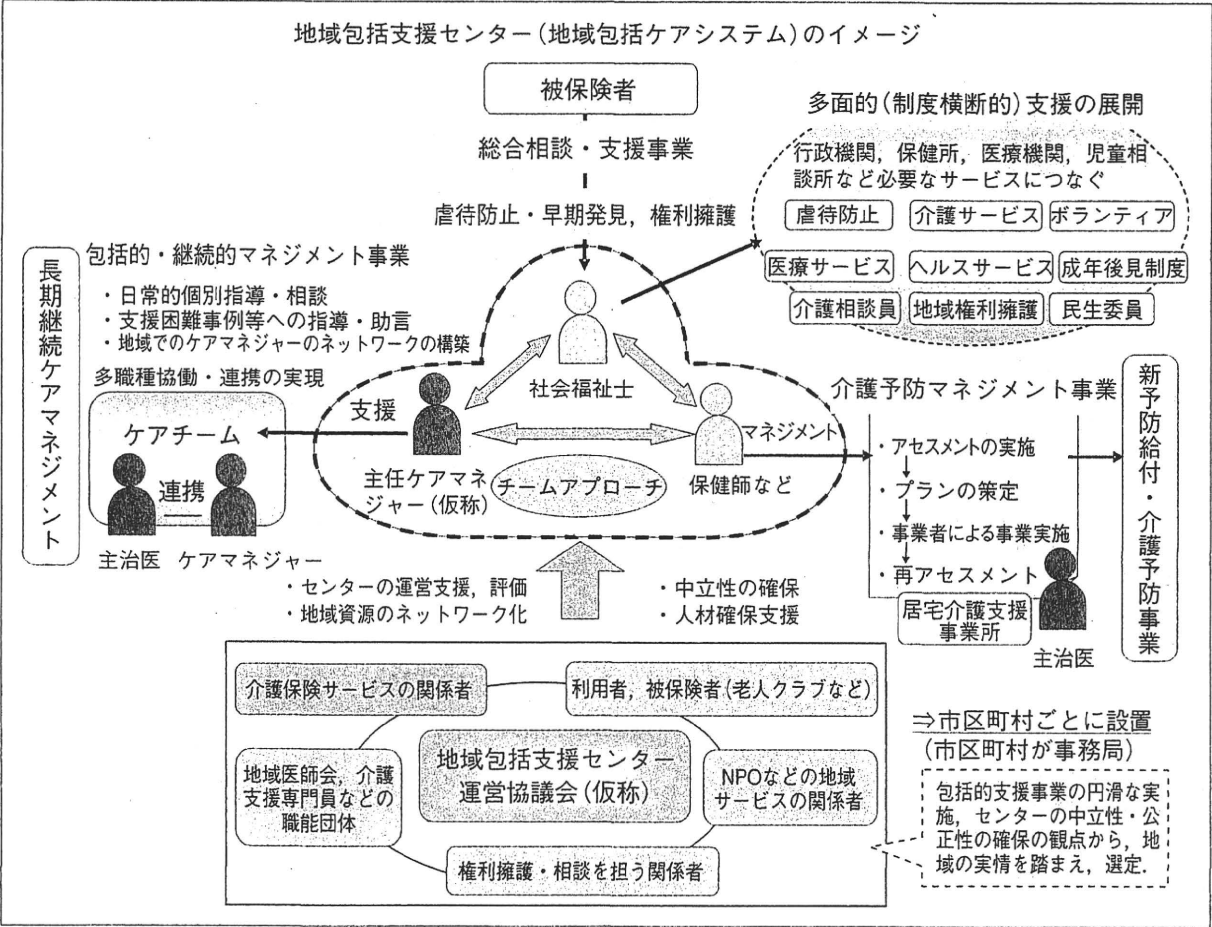 地域包括支援センター(地域包括ケアシステム)のイメージ
被保険者
総合相談・支援事業
虐待防止・早期発見，権利擁護
多面的(制度横断的)支援の展開
行政機関，保健所，医療機関，児童相
談所など必要なサービスにつなぐ
虐待防止
介護サービス
ボランティア
医療サービス
ヘルスサービス
成年後見制度
介護相談員
地域権利擁護
民生委員
長期継続ケアマネジメント
包括的・継続的マネジメント事業
・日常的個別指導・相談
・支援困難事例等への指導・助言
・地域でのケアマネジャーのネットワークの構築
多職種協働・連携の実現
ケアチーム
連携
主治医
ケアマネジャー
支援
社会福祉士
主任ケアマネ
ジャー(仮称)
チームアプローチ
保健師など
マネジメント
介護予防マネジメント事業
・アセスメントの実施
・プランの策定
・事業者による事業実施
・再アセスメント
居宅介護支援
事業所
主治医
新予防給付・介護予防事業
・センターの運営支援，評価
・地域資源のネットワーク化
・中立性の確保
・人材確保支援
介護保険サービスの関係者
利用者，被保険者(老人クラブなど)
地域医師会，介護
支援専門員などの
職能団体
地域包括支援センター
運営協議会(仮称)
NPOなどの地域
サービスの関係者
権利擁護・相談を担う関係者
⇒市区町村ごとに設置
(市区町村が事務局)
包括的支援事業の円滑な実
施，センターの中立性・公
正性の確保の観点から，地
域の実情を踏まえ，選定．